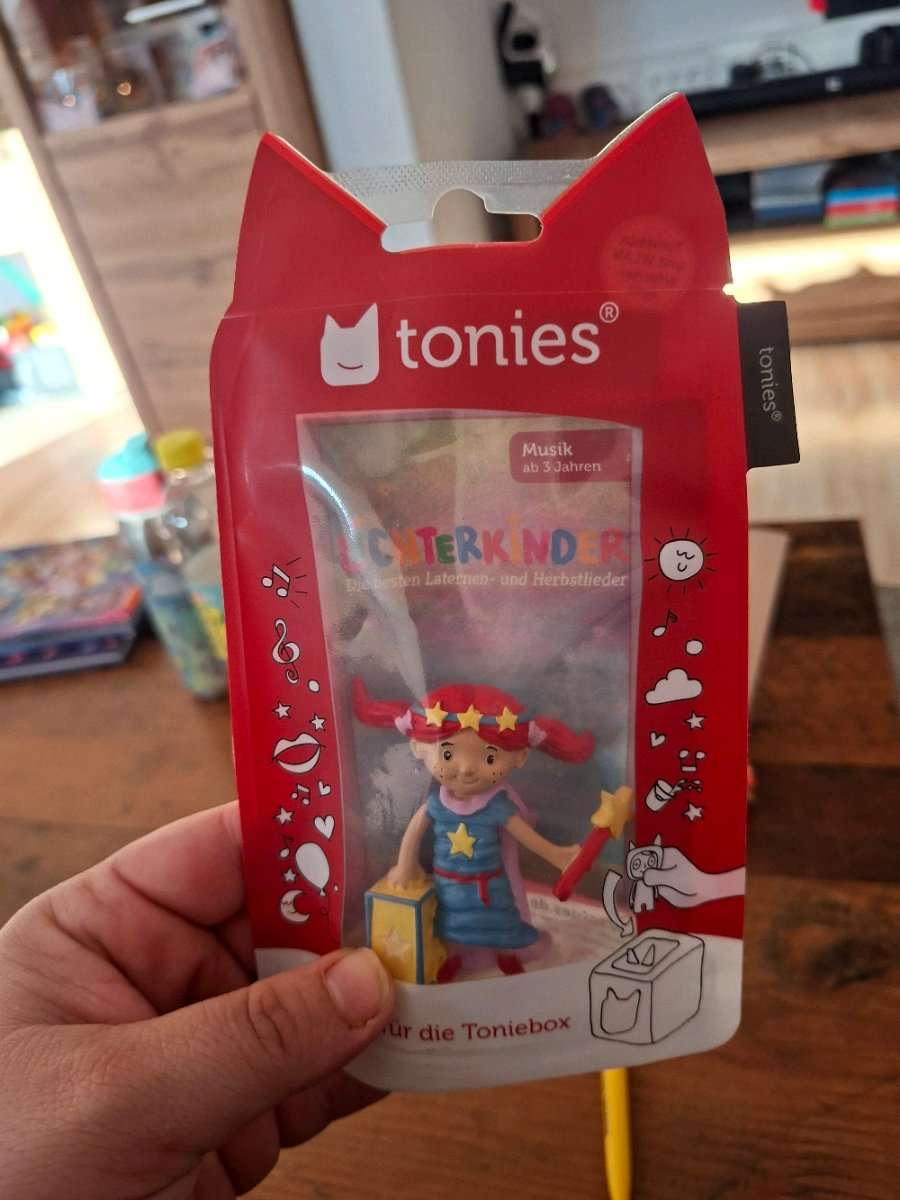 tonies®
tonies®
Musik
ab 3 Jahren
LICHTERKINDER
Die besten Laternen- und Herbstlieder
für die Toniebox